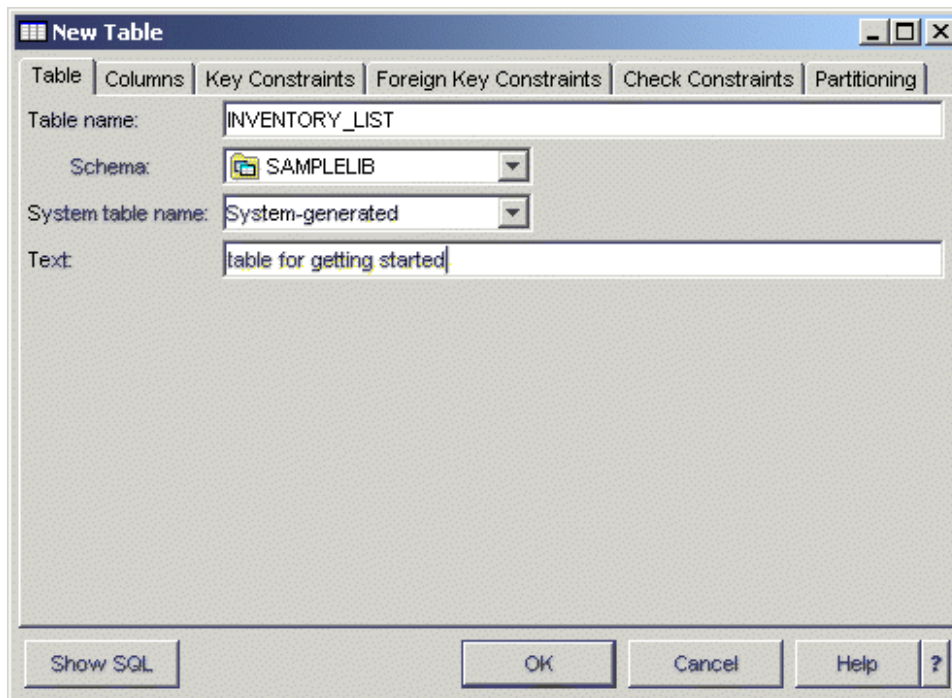 New Table
Table Columns Key Constraints Foreign Key Constraints Check Constraints Partitioning
Table name: INVENTORY_LIST
Schema: SAMPLELIB
System table name: System-generated
Text: table for getting started
Show SQL OK Cancel Help ?